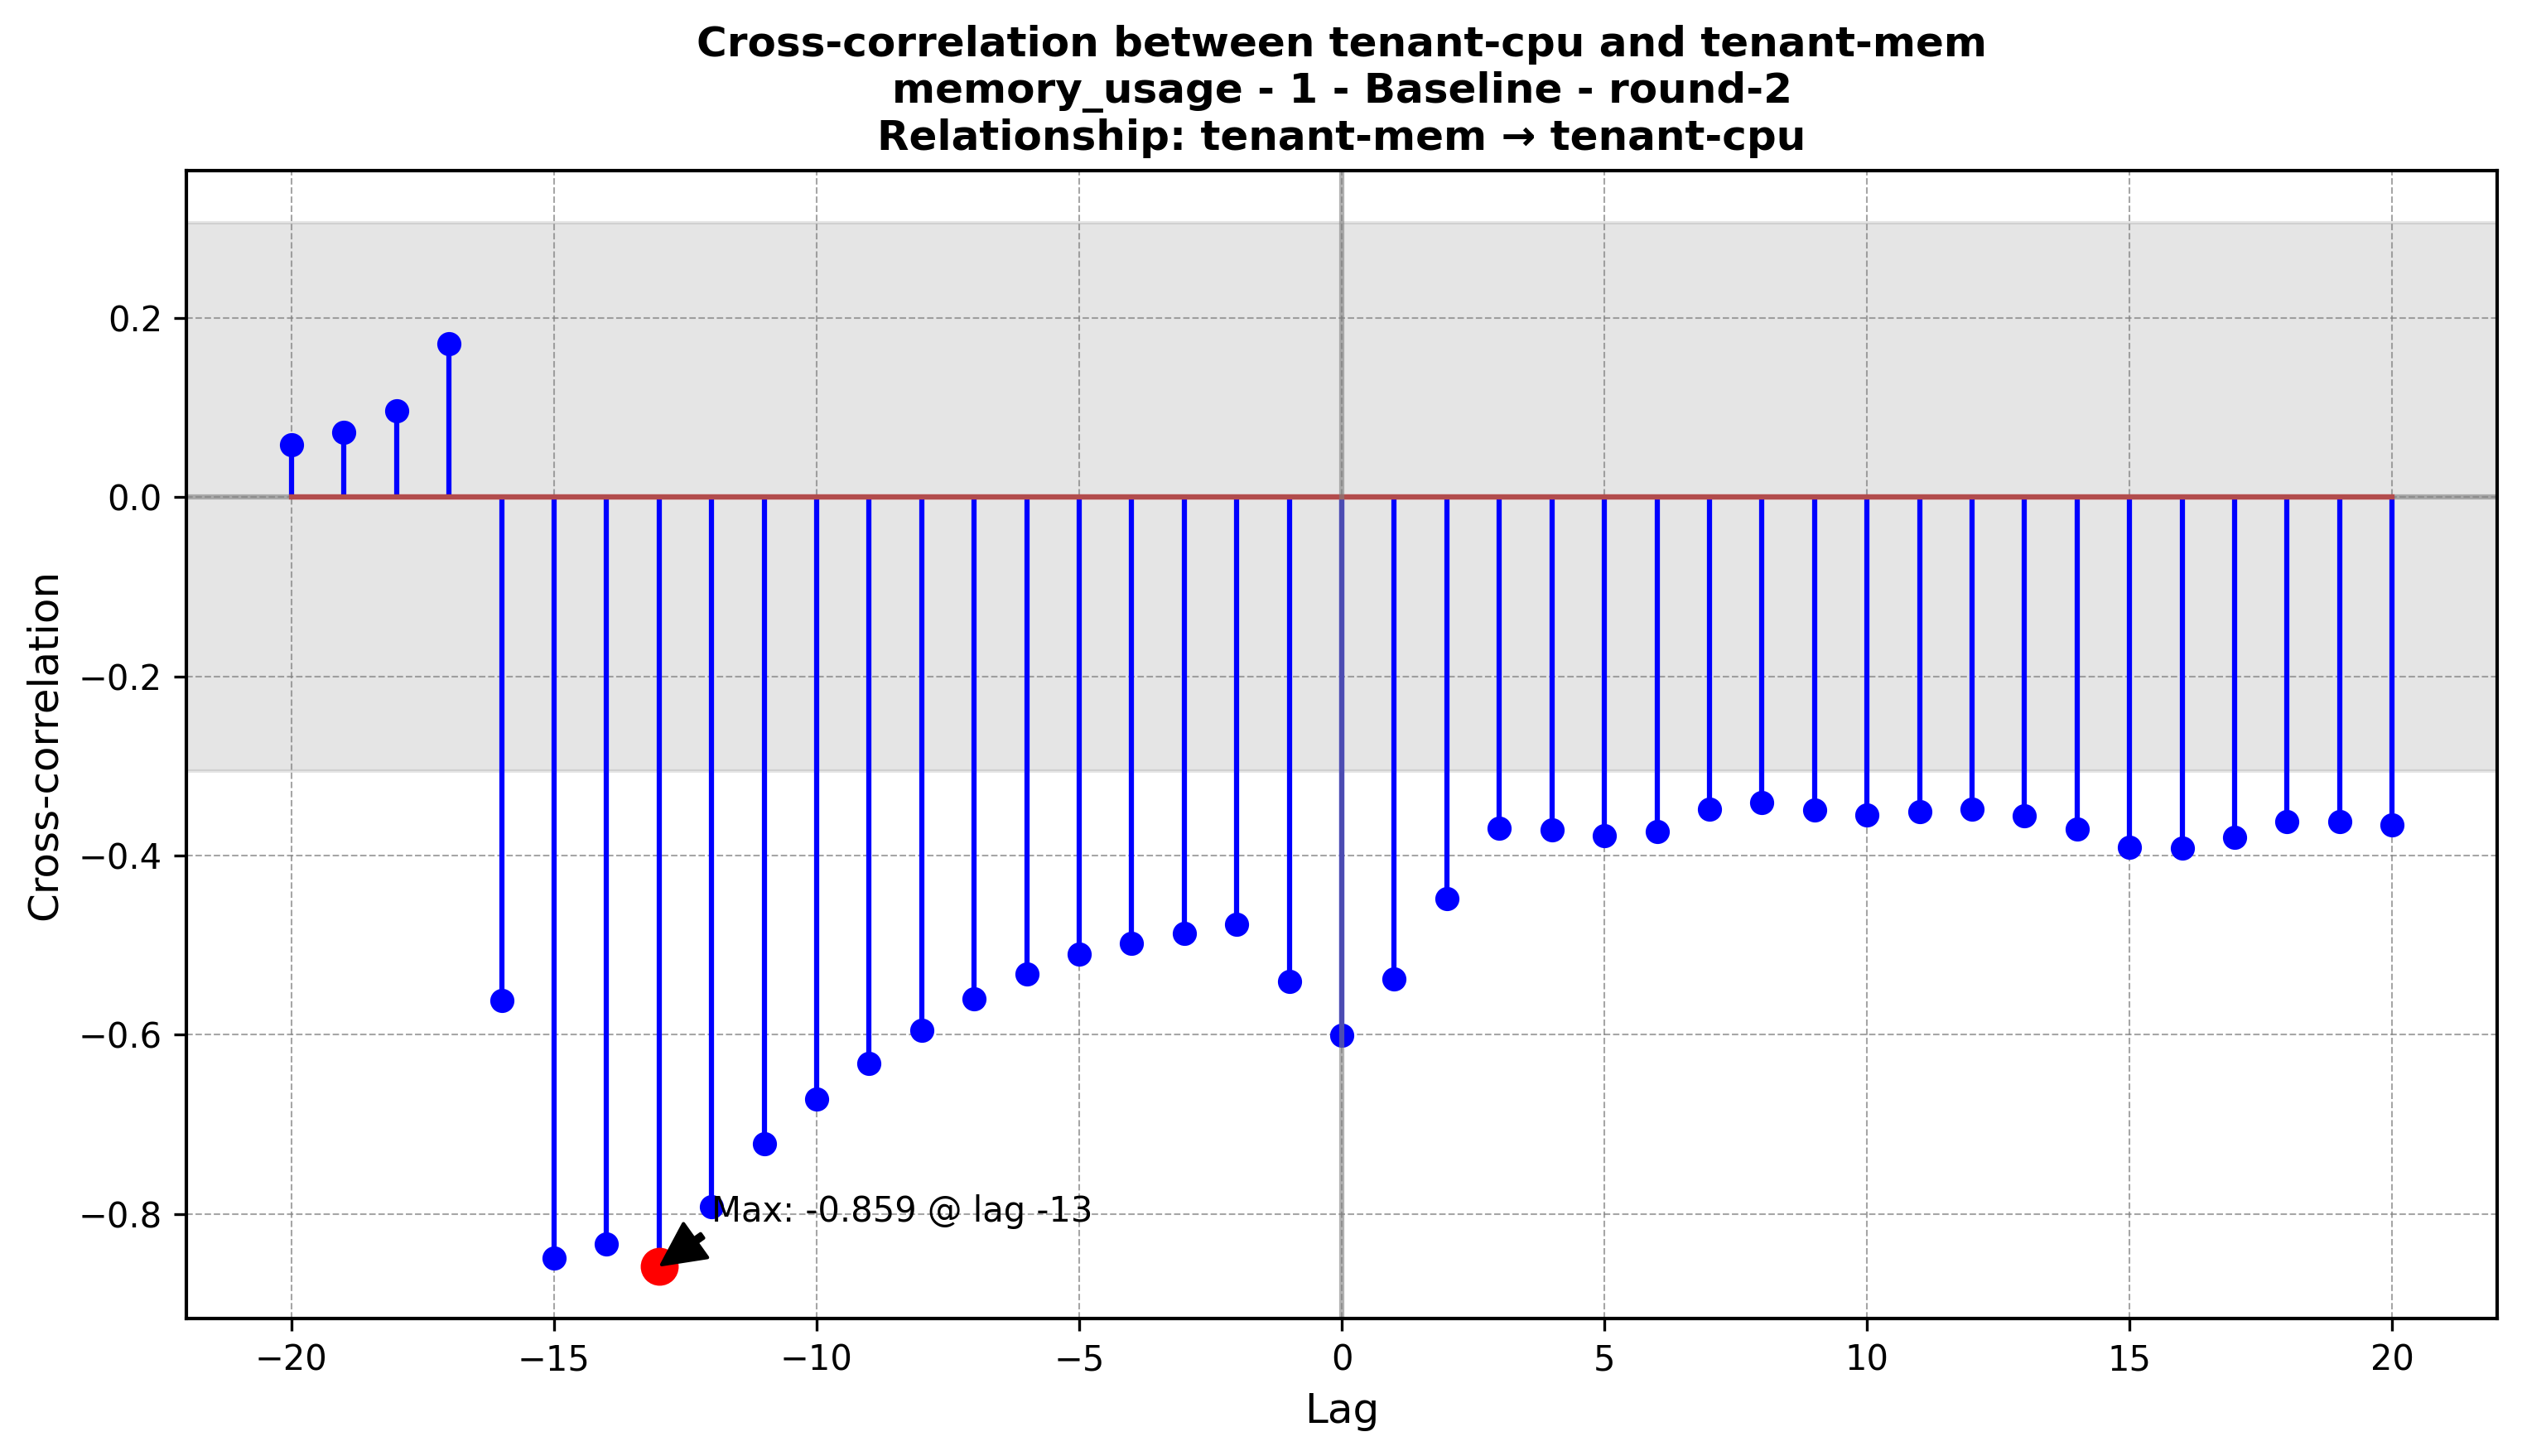 Cross-correlation between tenant-cpu and tenant-mem
memory_usage - 1 - Baseline - round-2
Relationship: tenant-mem → tenant-cpu
Cross-correlation
0.2
0.0
−0.2
−0.4
−0.6
−0.8
Max: -0.859 @ lag -13
−20 −15 −10 −5 0 5 10 15 20
Lag